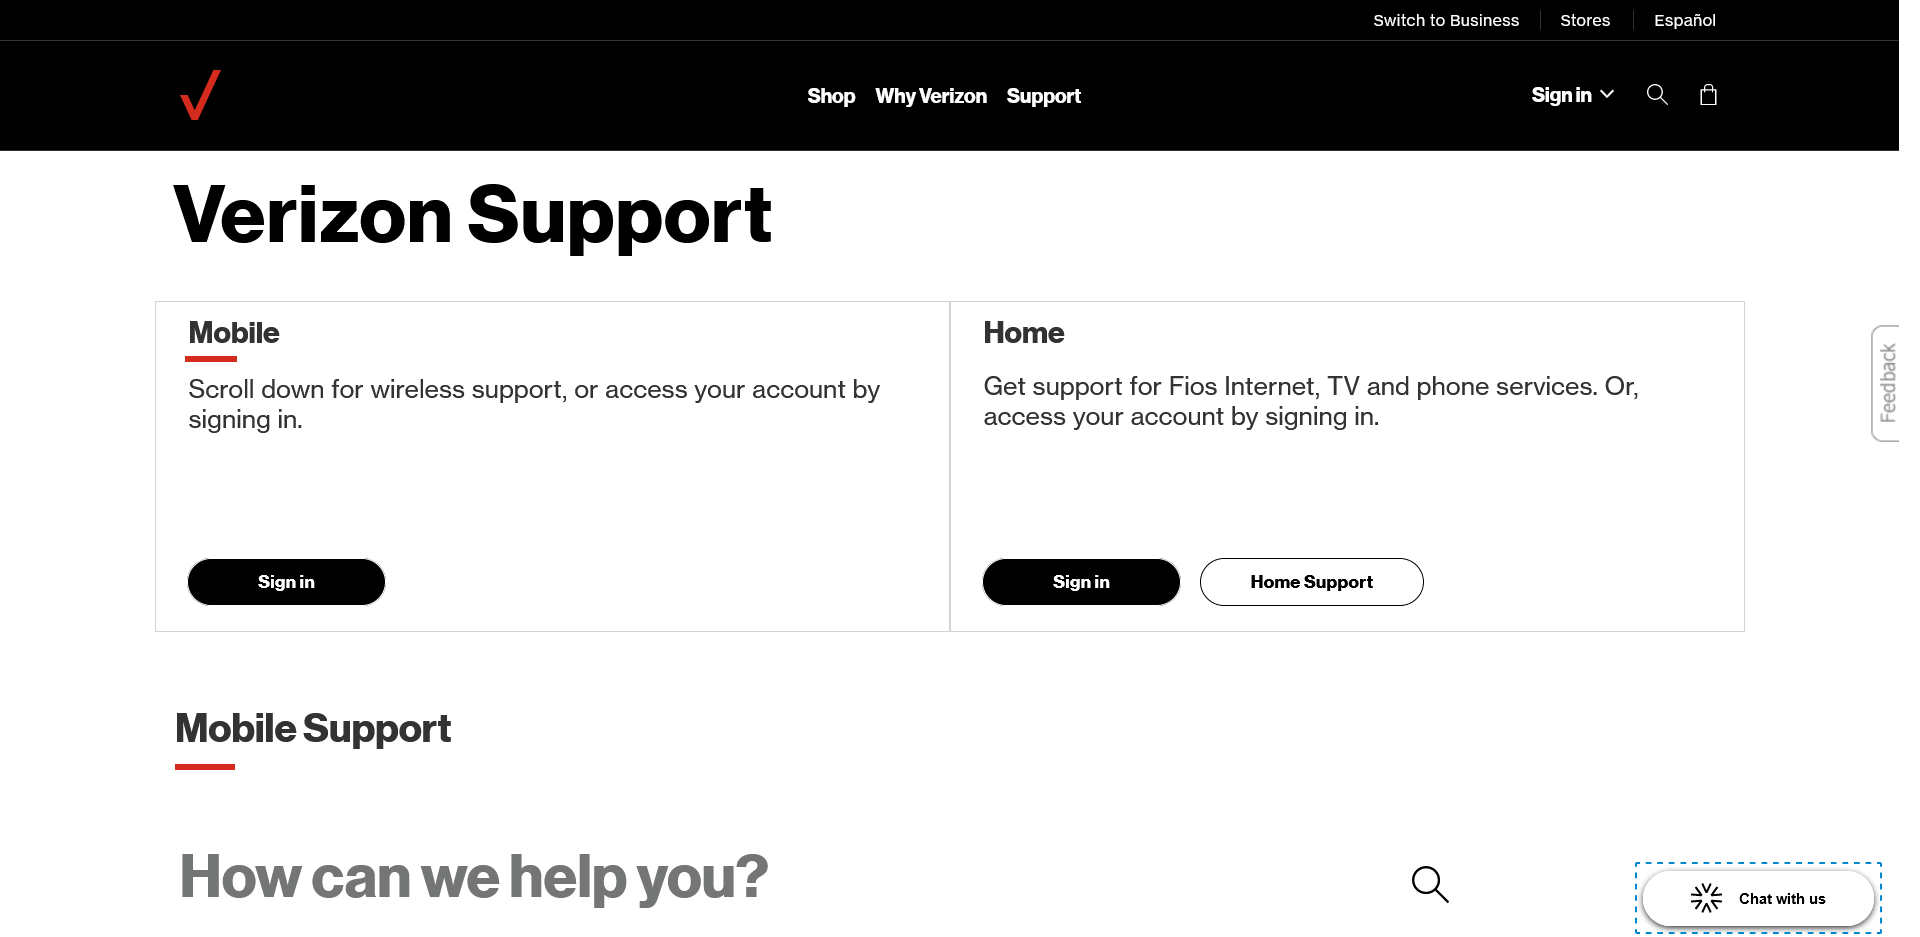 Switch to Business
Stores
Español
Shop
Why Verizon
Support
Sign in
Verizon Support
Mobile
Scroll down for wireless support, or access your account by
signing in.
Sign in
Home
Get support for Fios Internet, TV and phone services. Or,
access your account by signing in.
Sign in
Home Support
Feedback
Mobile Support
How can we help you?
Chat with us